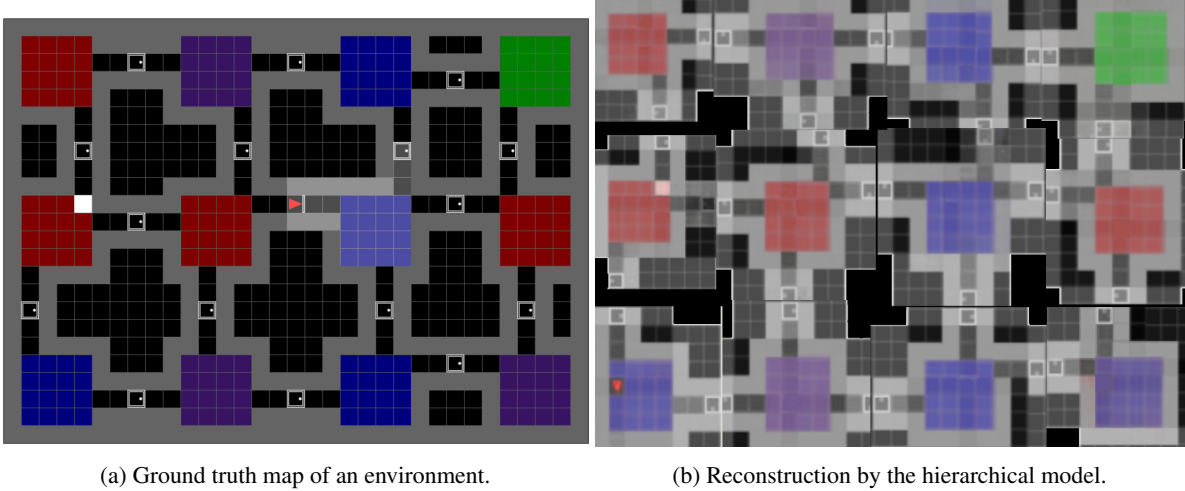 (a) Ground truth map of an environment.
(b) Reconstruction by the hierarchical model.